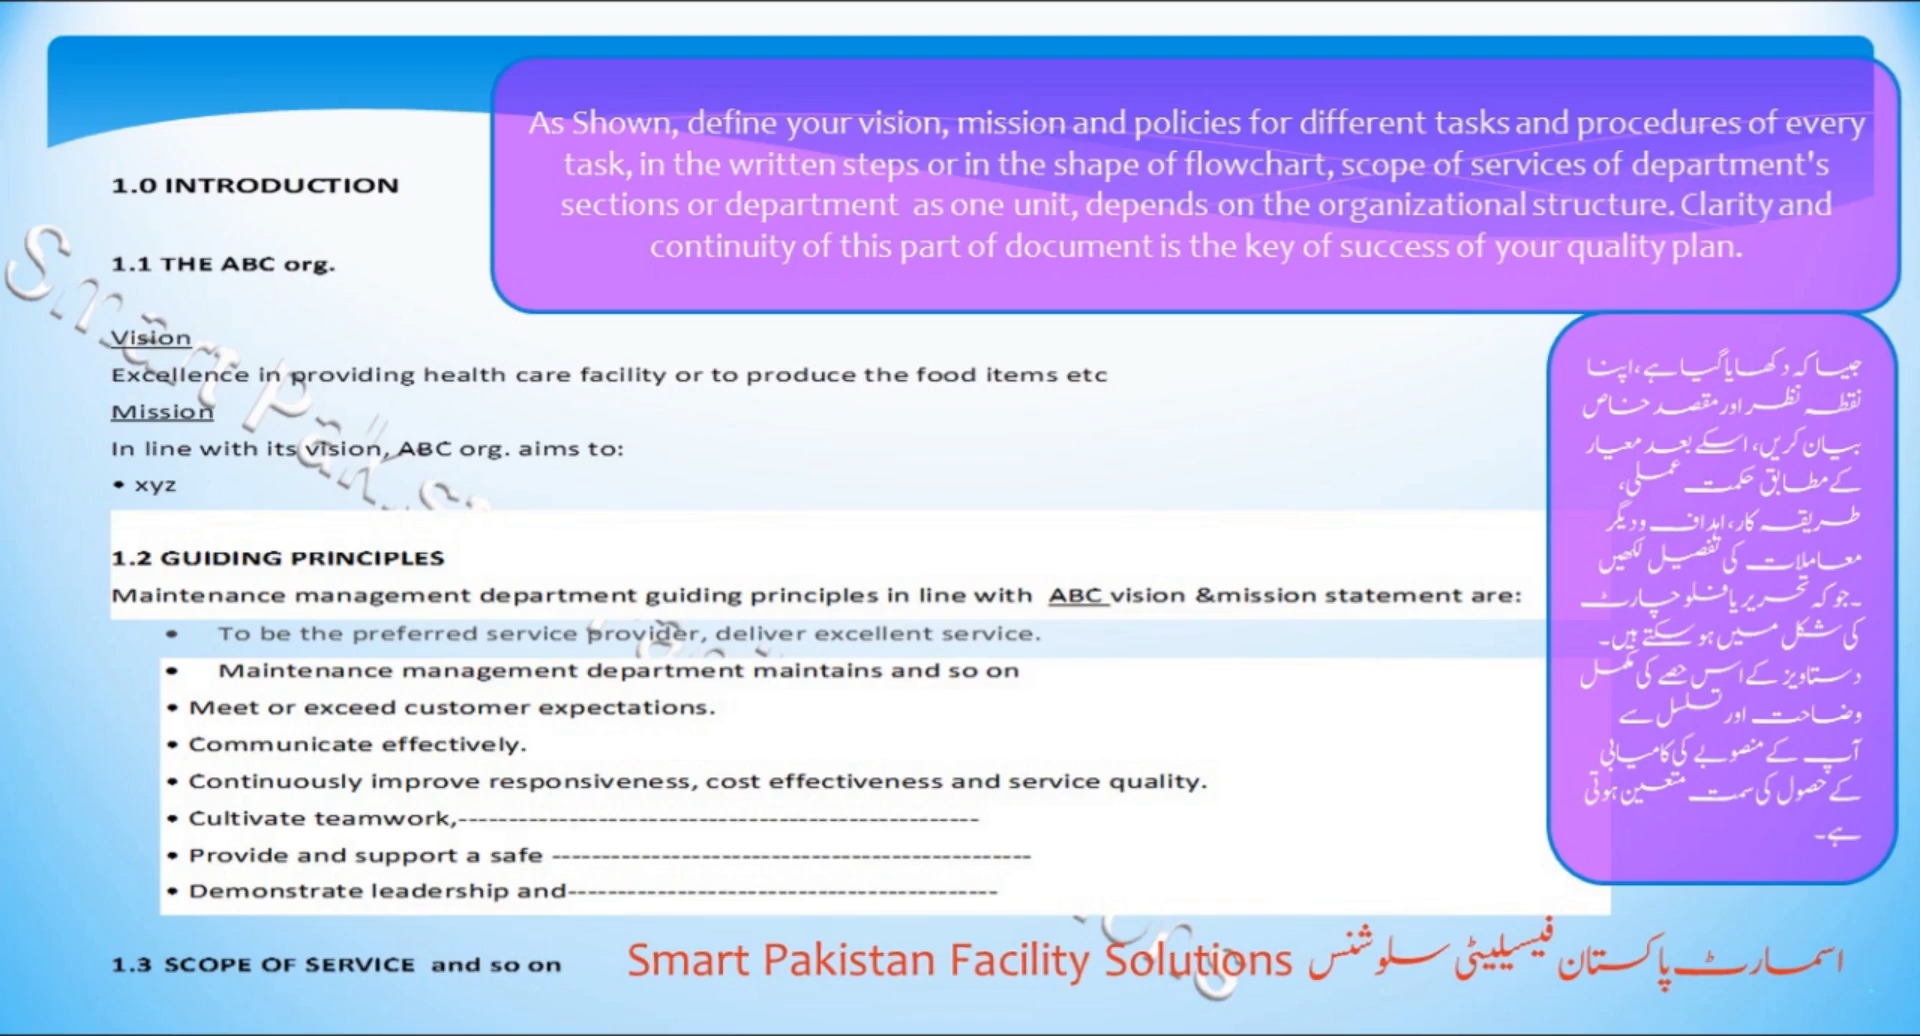 As Shown, define your vision, mission and policies for different tasks and procedures of every
task, in the written steps or in the shape of flowchart, scope of services of department's
sections or department as one unit, depends on the organizational structure. Clarity and
continuity of this part of document is the key of success of your quality plan.
1.0 INTRODUCTION
1.1 THE ABC org.
Vision
Excellence in providing health care facility or to produce the food items etc
Mission
In line with its vision, ABC org. aims to:
• xyz
1.2 GUIDING PRINCIPLES
Maintenance management department guiding principles in line with ABC vision &mission statement are:
• To be the preferred service provider, deliver excellent service.
• Maintenance management department maintains and so on
• Meet or exceed customer expectations.
• Communicate effectively.
• Continuously improve responsiveness, cost effectiveness and service quality.
• Cultivate teamwork,----------------------------------------------------
• Provide and support a safe ------------------------------------------------
• Demonstrate leadership and-------------------------------------------
1.3 SCOPE OF SERVICE and so on
جیسا کہ دکھایا گیا ہے، اپنا
نقطہ نظر اور مقصد خاص
بیان کریں، اسکے بعد معیار
کے مطابق حکمت عملی،
طریقہ کار، اہداف و دیگر
معاملات کی تفصیل لکھیں
۔جو کہ تحریر یا فلو چارٹ
کی شکل میں ہو سکتے ہیں۔
دستاویز کے اس حصے کی مکمل
وضاحت اور تسلسل سے
آپ کے منصوبے کی کامیابی
کے حصول کی سمت متعین ہوتی
ہے۔
Smart Pakistan Facility Solutions اسمارٹ پاکستان فیسیلیٹی سلوشنس